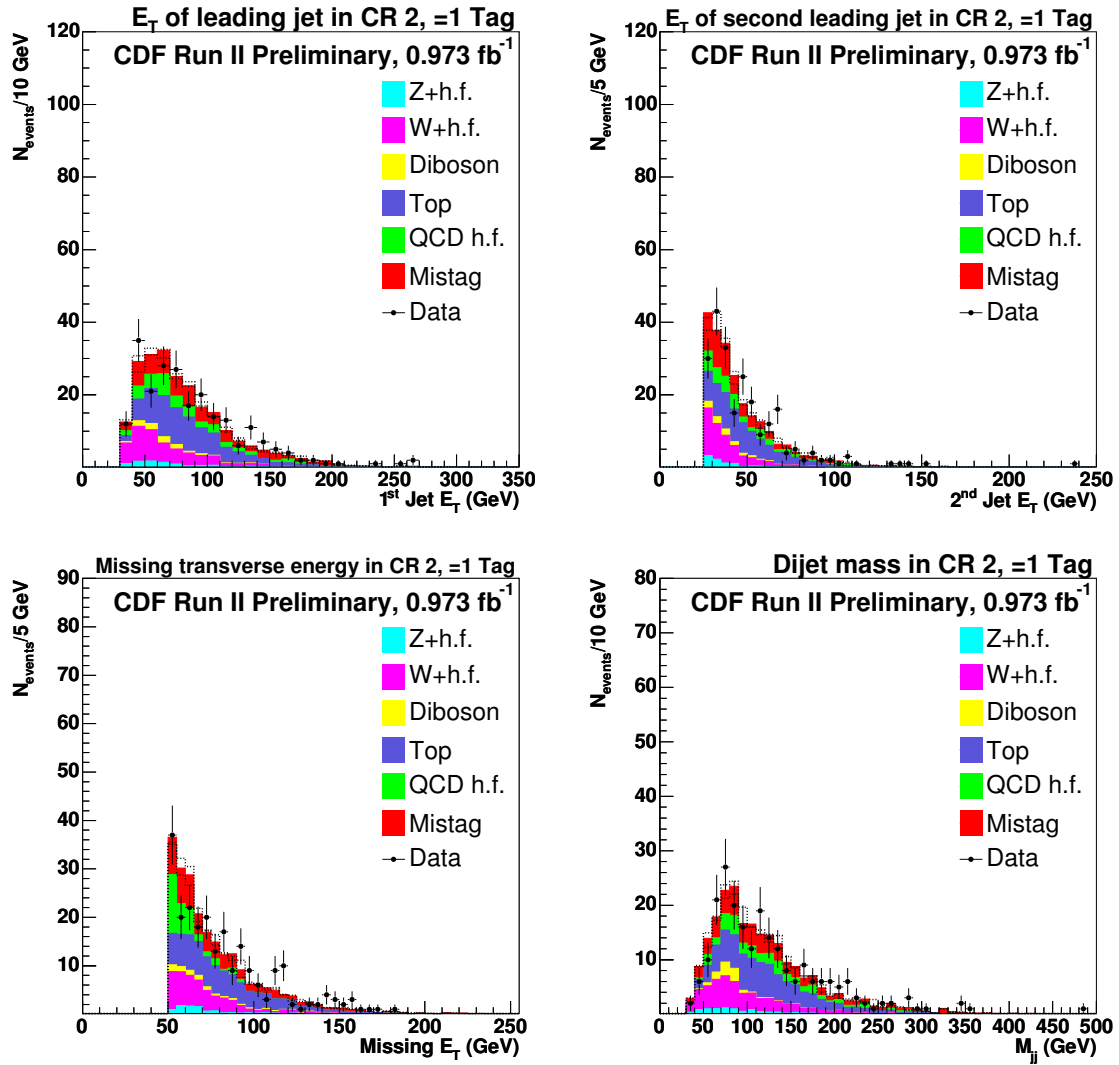 E_T of leading jet in CR 2, =1 Tag
N_events/10 GeV
120
100
80
60
40
20
CDF Run II Preliminary, 0.973 fb^-1
Z+h.f.
W+h.f.
Diboson
Top
QCD h.f.
Mistag
Data
0 50 100 150 200 250 300 350
1^st Jet E_T (GeV)
E_T of second leading jet in CR 2, =1 Tag
N_events/5 GeV
120
100
80
60
40
20
CDF Run II Preliminary, 0.973 fb^-1
Z+h.f.
W+h.f.
Diboson
Top
QCD h.f.
Mistag
Data
0 50 100 150 200 250
2^nd Jet E_T (GeV)
Missing transverse energy in CR 2, =1 Tag
N_events/5 GeV
90
80
70
60
50
40
30
20
10
CDF Run II Preliminary, 0.973 fb^-1
Z+h.f.
W+h.f.
Diboson
Top
QCD h.f.
Mistag
Data
0 50 100 150 200 250
Missing E_T (GeV)
Dijet mass in CR 2, =1 Tag
N_events/10 GeV
80
70
60
50
40
30
20
10
CDF Run II Preliminary, 0.973 fb^-1
Z+h.f.
W+h.f.
Diboson
Top
QCD h.f.
Mistag
Data
0 50 100 150 200 250 300 350 400 450 500
M_jj (GeV)